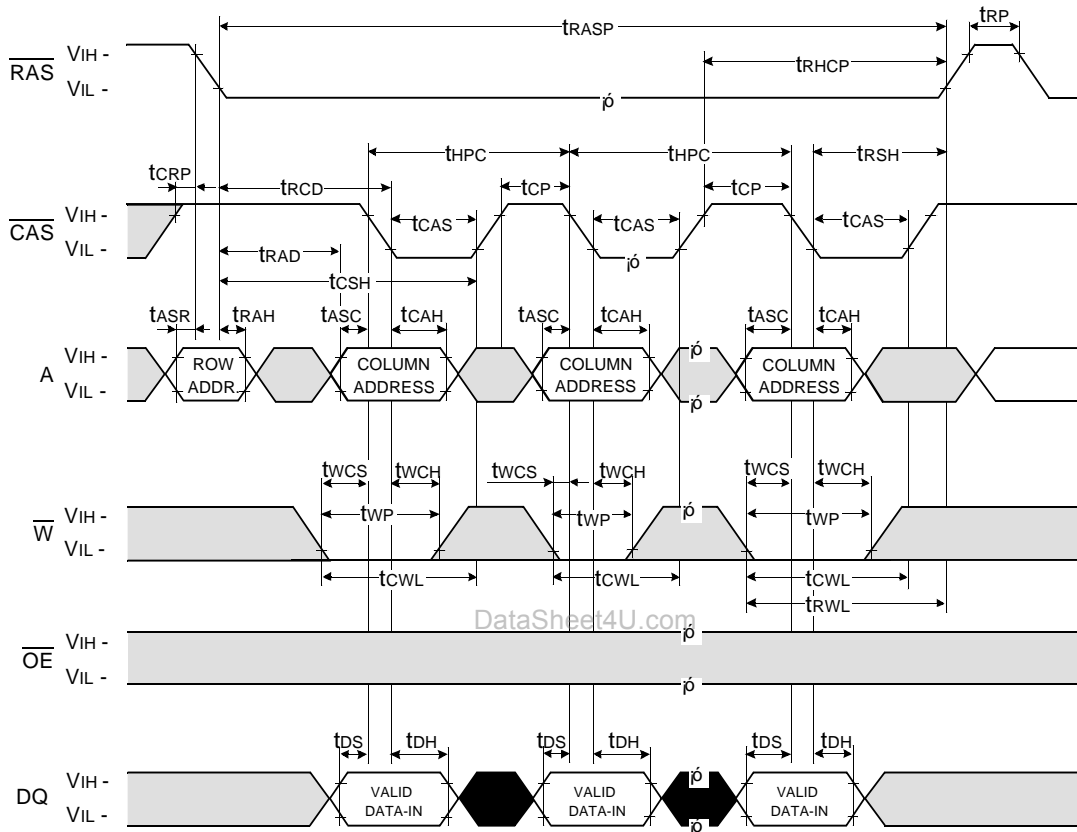 tRASP
tRP
RAS
VIH -
VIL -
tRHCP
¡ó
tHPC
tHPC
tRSH
tCRP
tRCD
tCP
tCP
CAS
VIH -
VIL -
tCAS
tCAS
tCAS
tRAD
¡ó
tCSH
tASR
tRAH
tASC
tCAH
tASC
tCAH
tASC
tCAH
A
VIH -
VIL -
ROW
ADDR.
COLUMN
ADDRESS
COLUMN
ADDRESS
¡ó
¡ó
COLUMN
ADDRESS
tWCS
tWCH
tWCS
tWCH
tWCS
tWCH
W
VIH -
VIL -
tWP
tWP
¡ó
tWP
tCWL
tCWL
tCWL
tRWL
DataSheet4U.com
OE
VIH -
VIL -
¡ó
¡ó
tDS
tDH
tDS
tDH
tDS
tDH
DQ
VIH -
VIL -
VALID
DATA-IN
VALID
DATA-IN
¡ó
¡ó
VALID
DATA-IN